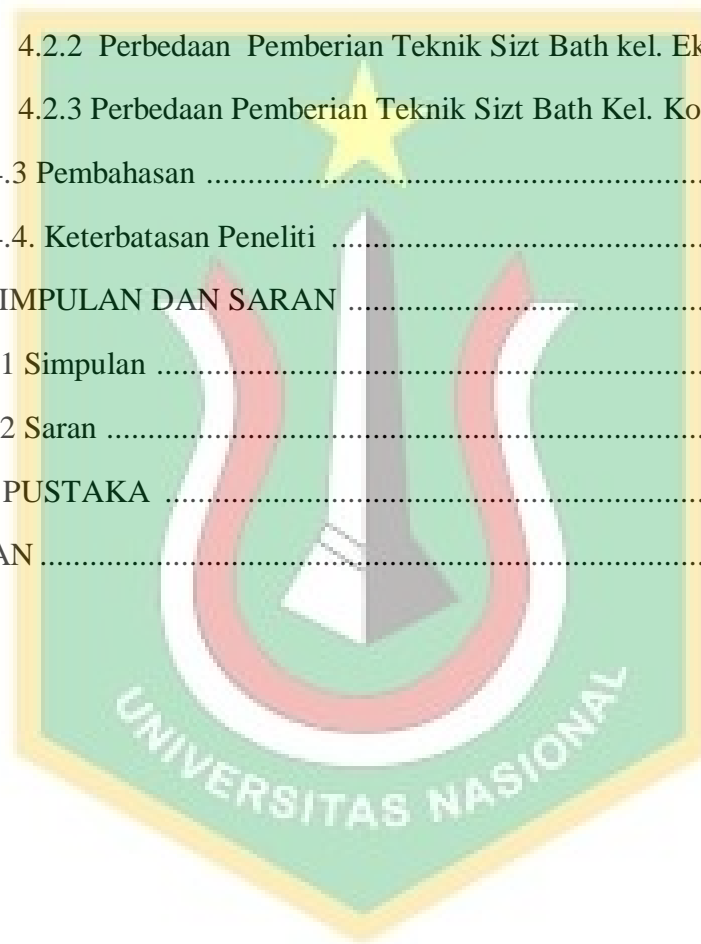 4.2.2 Perbedaan Pemberian Teknik Sizt Bath kel. Ek
4.2.3 Perbedaan Pemberian Teknik Sizt Bath Kel. Ko
.3 Pembahasan ...............................................................
.4. Keterbatasan Peneliti ...............................................
IMPULAN DAN SARAN ...............................................
1 Simpulan .....................................................................
2 Saran ...........................................................................
PUSTAKA ......................................................................
AN ...................................................................................
UNIVERSITAS NASIONAL